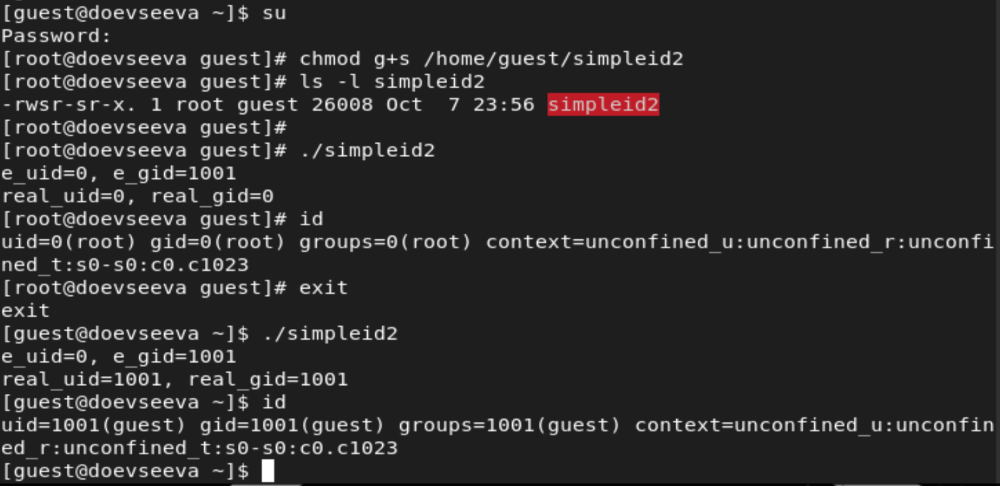 [guest@doevseeva ~]$ su
Password:
[root@doevseeva guest]# chmod g+s /home/guest/simpleid2
[root@doevseeva guest]# ls -l simpleid2
-rwsr-sr-x. 1 root guest 26008 Oct  7 23:56 simpleid2
[root@doevseeva guest]#
[root@doevseeva guest]# ./simpleid2
e_uid=0, e_gid=1001
real_uid=0, real_gid=0
[root@doevseeva guest]# id
uid=0(root) gid=0(root) groups=0(root) context=unconfined_u:unconfined_r:unconfi
ned_t:s0-s0:c0.c1023
[root@doevseeva guest]# exit
exit
[guest@doevseeva ~]$ ./simpleid2
e_uid=0, e_gid=1001
real_uid=1001, real_gid=1001
[guest@doevseeva ~]$ id
uid=1001(guest) gid=1001(guest) groups=1001(guest) context=unconfined_u:unconfin
ed_r:unconfined_t:s0-s0:c0.c1023
[guest@doevseeva ~]$